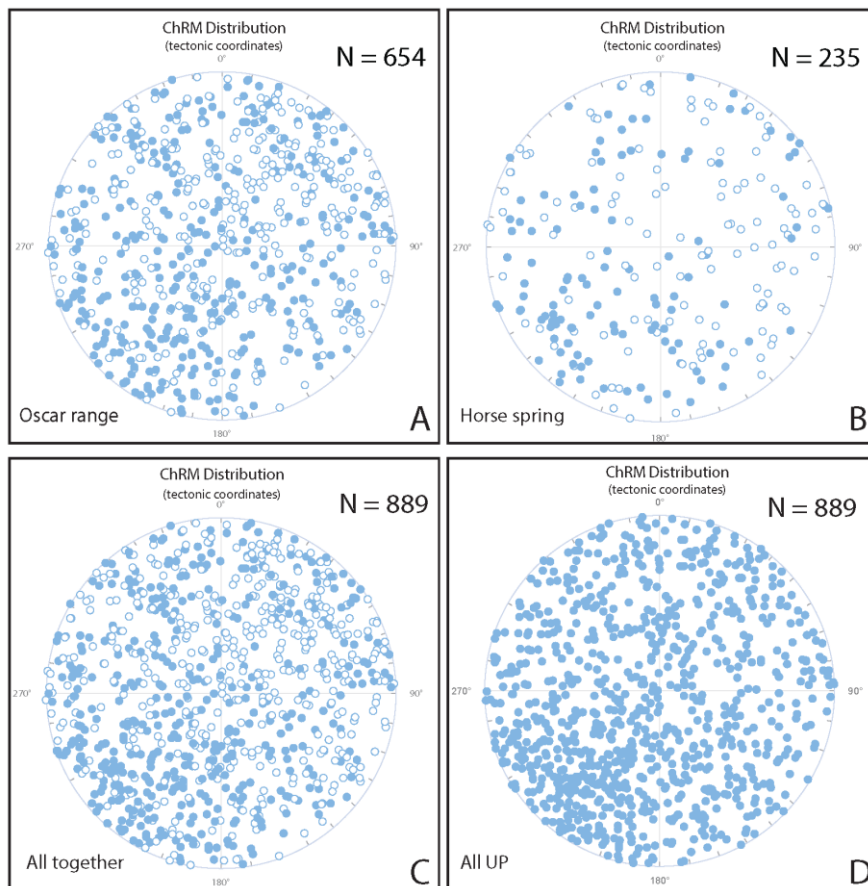 ChRM Distribution
(tectonic coordinates)
N = 654
0°
270°
90°
180°
Oscar range
A
ChRM Distribution
(tectonic coordinates)
N = 235
0°
270°
90°
180°
Horse spring
B
ChRM Distribution
(tectonic coordinates)
N = 889
0°
270°
90°
180°
All together
C
ChRM Distribution
(tectonic coordinates)
N = 889
0°
270°
90°
180°
All UP
D